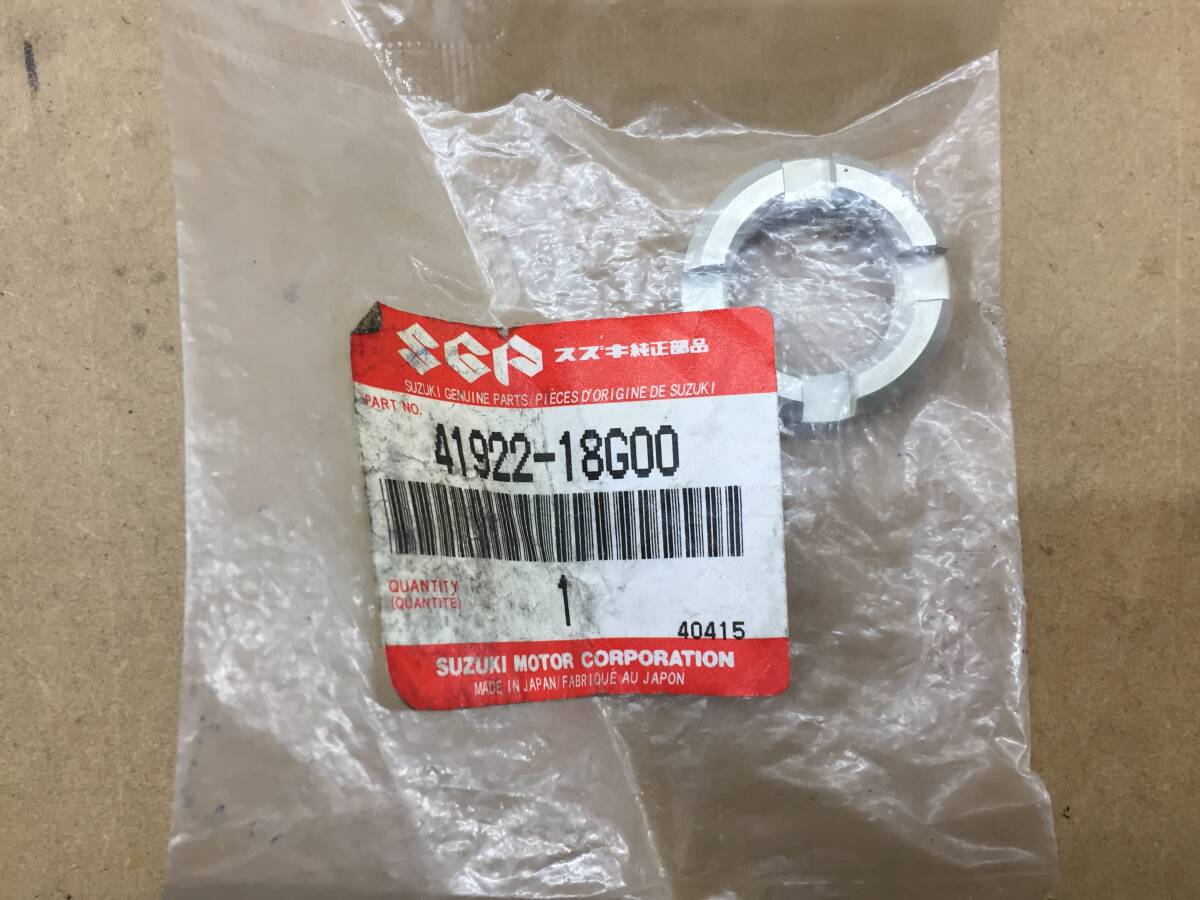 SGP スズキ純正部品
SUZUKI GENUINE PARTS/PIÈCES D'ORIGINE DE SUZUKI
PART NO.
41922-18G00
QUANTITY
(QUANTITÉ)
1
40415
SUZUKI MOTOR CORPORATION
MADE IN JAPAN/FABRIQUÉ AU JAPON